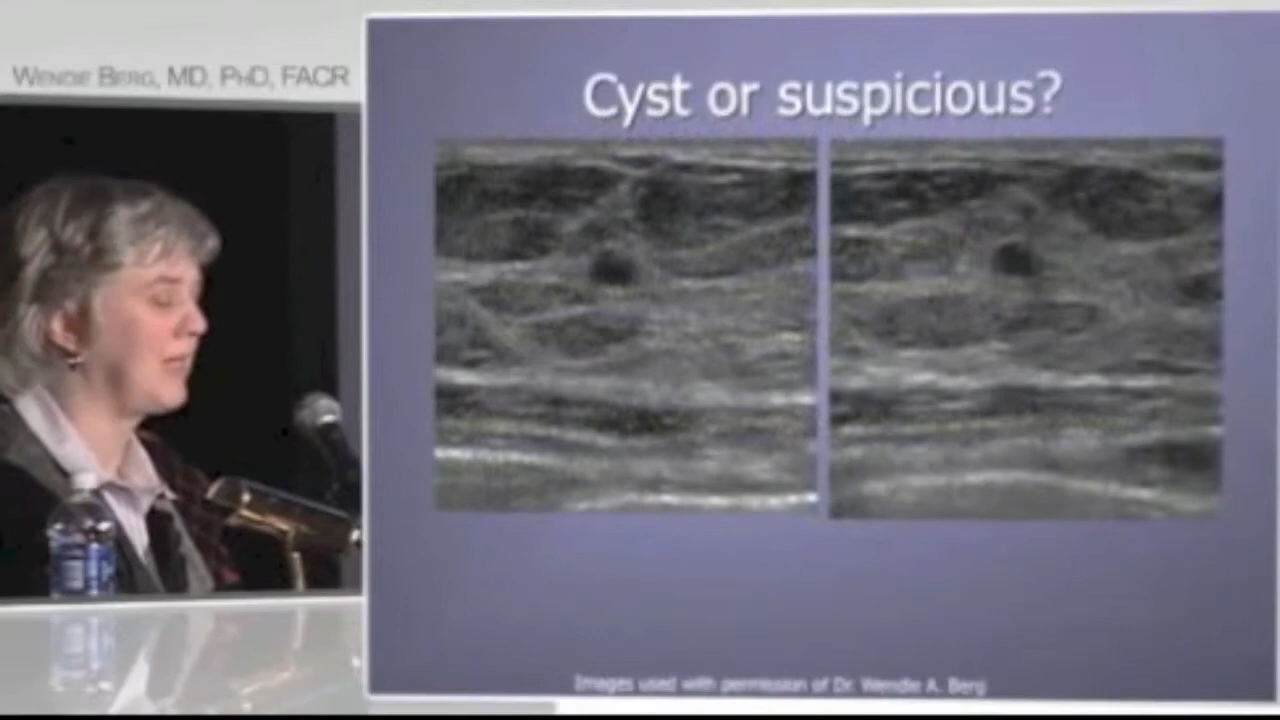 WENDIE BERG, MD, PHD, FACR
Cyst or suspicious?
Images used with permission of Dr. Wendie A. Berg